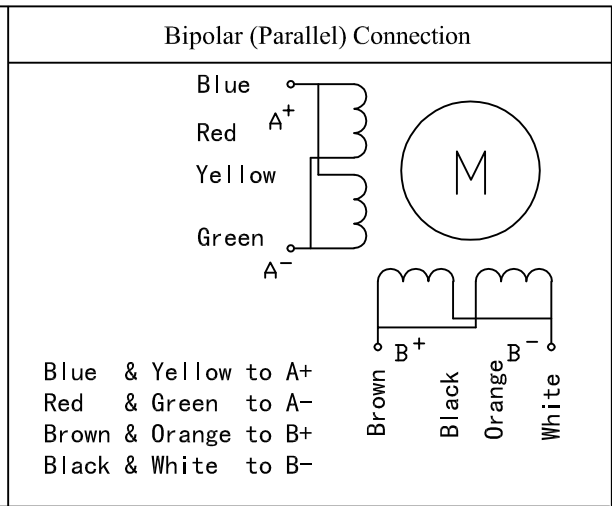 Bipolar (Parallel) Connection
Blue
A+
Red
Yellow
Green
A-
M
B+
B-
Brown
Black
Orange
White
Blue & Yellow to A+
Red & Green to A-
Brown & Orange to B+
Black & White to B-